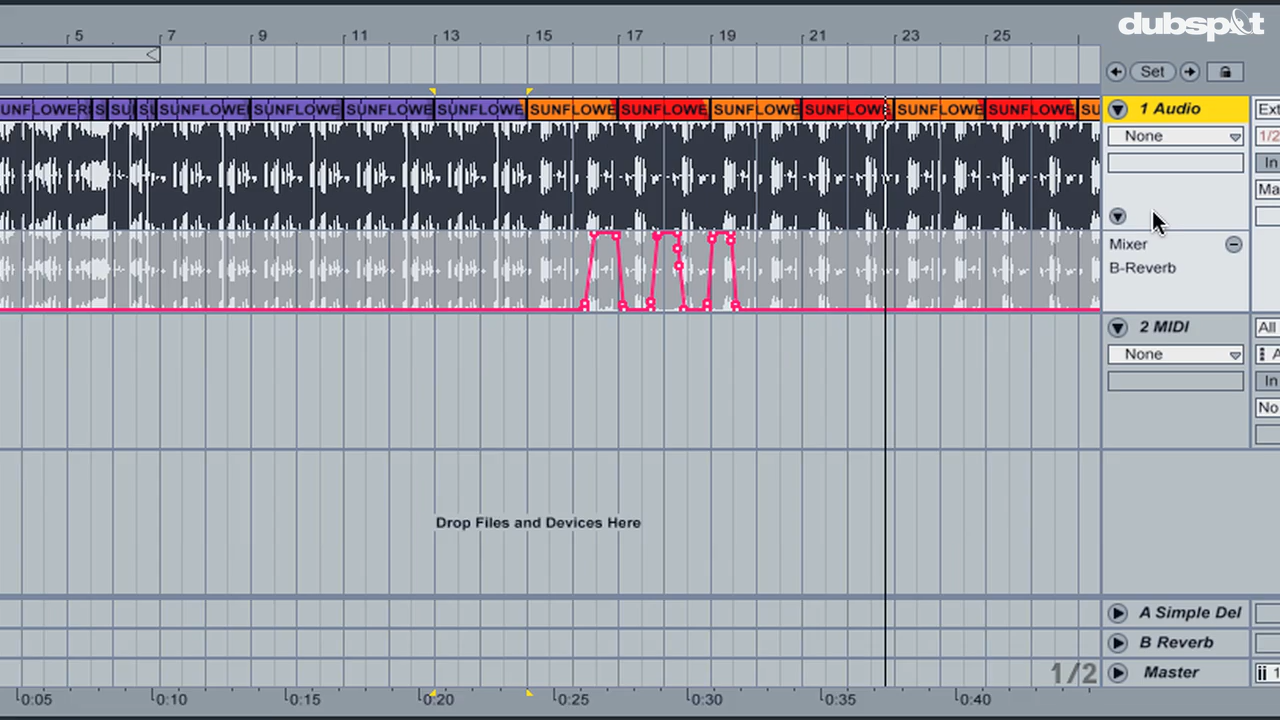 dubspot
5 7 9 11 13 15 17 19 21 23 25
Set
SUNFLOWER S SU SUNFLOWE SUNFLOWE SUNFLOWE SUNFLOWE SUNFLOWE SUNFLOWE SUNFLOWE SUNFLOWE SUNFLOWE SUNFLOWE SU
1 Audio
Ext
None
1/2
In
Ma
Mixer
B-Reverb
2 MIDI
All
None
A
In
No
Drop Files and Devices Here
A Simple Del
B Reverb
1/2
Master
1
0:05 0:10 0:15 0:20 0:25 0:30 0:35 0:40